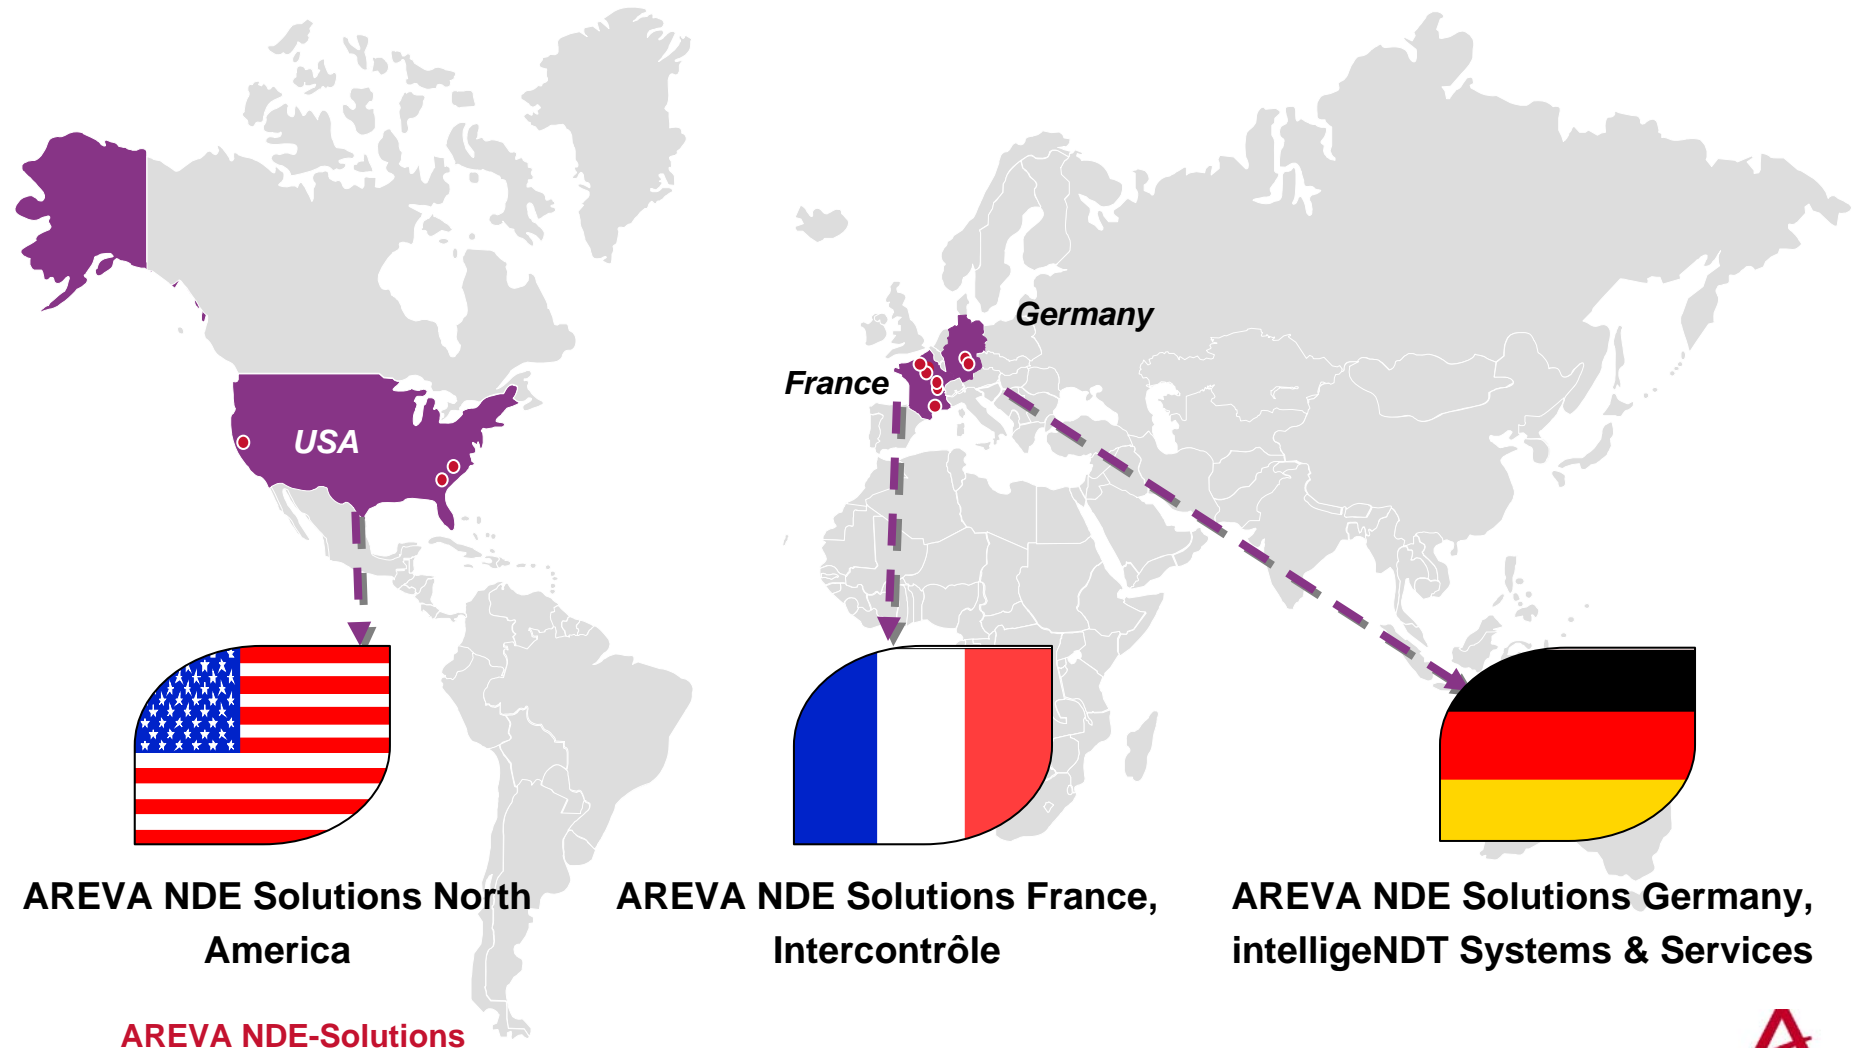 Germany
France
USA
AREVA NDE Solutions North
America
AREVA NDE Solutions France,
Intercontrôle
AREVA NDE Solutions Germany,
intelligeNDT Systems & Services
AREVA NDE-Solutions